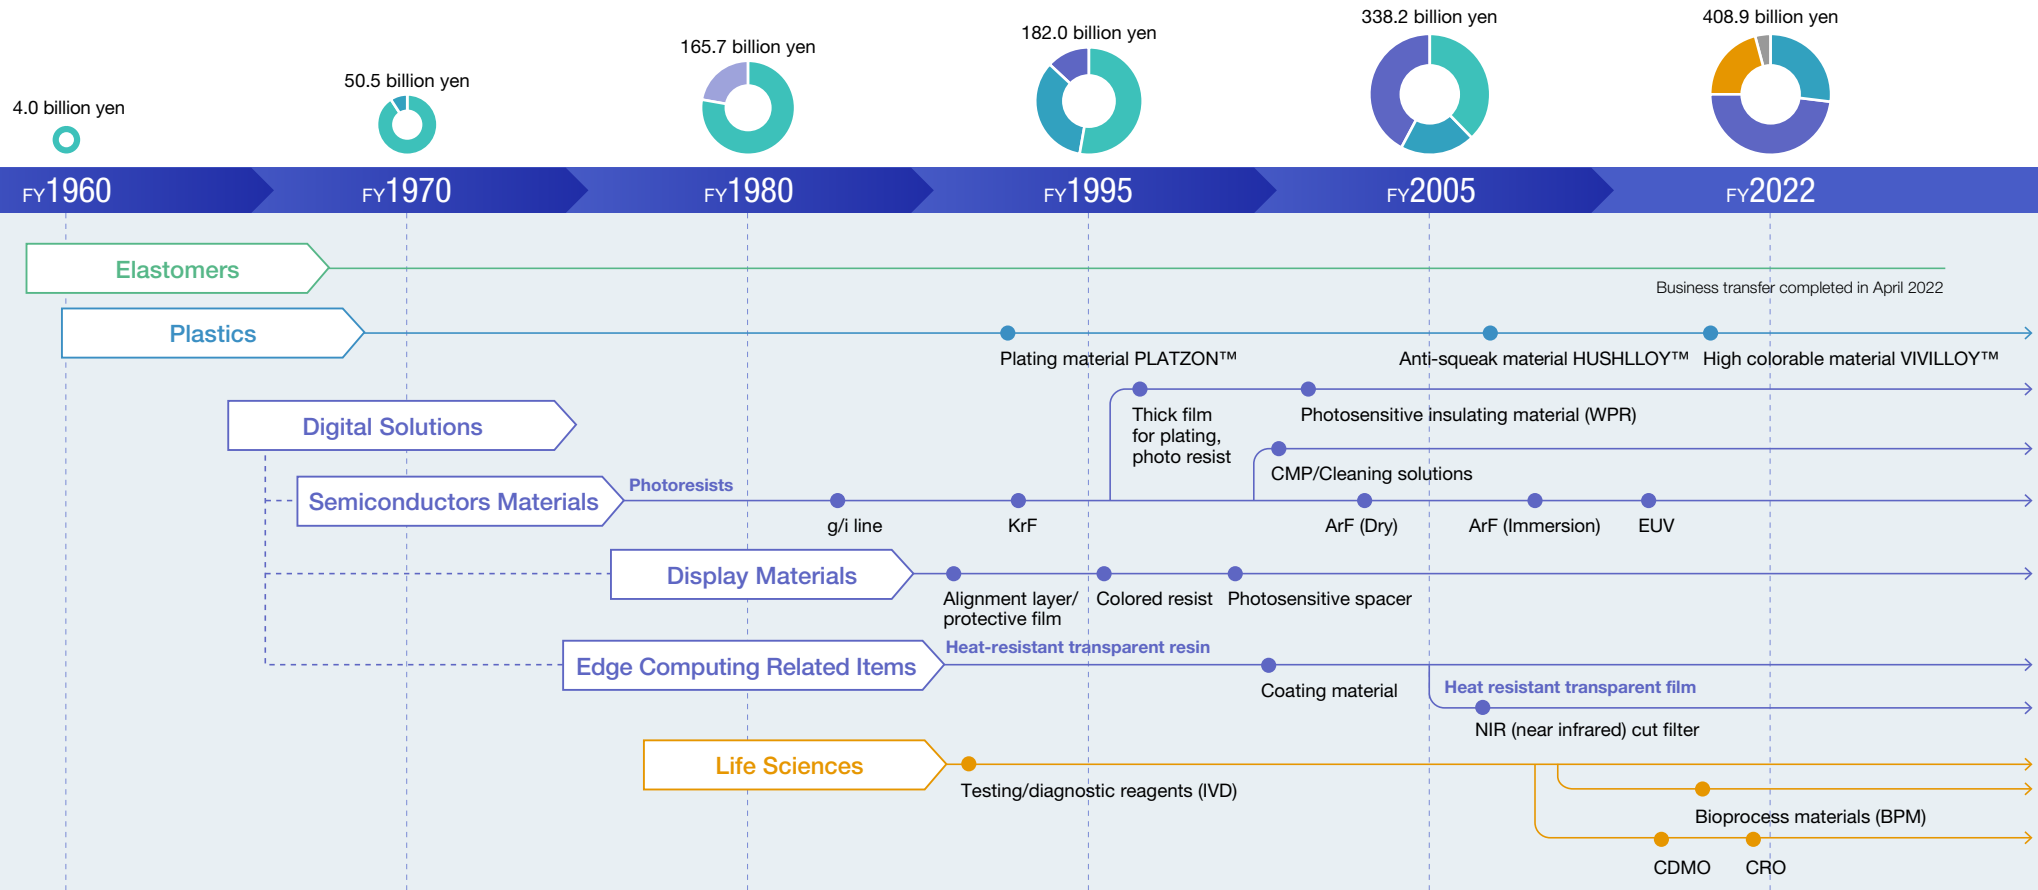 4.0 billion yen
50.5 billion yen
165.7 billion yen
182.0 billion yen
338.2 billion yen
408.9 billion yen
FY1960
FY1970
FY1980
FY1995
FY2005
FY2022
Elastomers
Business transfer completed in April 2022
Plastics
Plating material PLATZON™
Anti-squeak material HUSHLLOY™
High colorable material VIVILLOY™
Digital Solutions
Thick film
for plating,
photo resist
Photosensitive insulating material (WPR)
CMP/Cleaning solutions
Semiconductors Materials
Photoresists
g/i line
KrF
ArF (Dry)
ArF (Immersion)
EUV
Display Materials
Alignment layer/
protective film
Colored resist
Photosensitive spacer
Edge Computing Related Items
Heat-resistant transparent resin
Coating material
Heat resistant transparent film
NIR (near infrared) cut filter
Life Sciences
Testing/diagnostic reagents (IVD)
Bioprocess materials (BPM)
CDMO
CRO